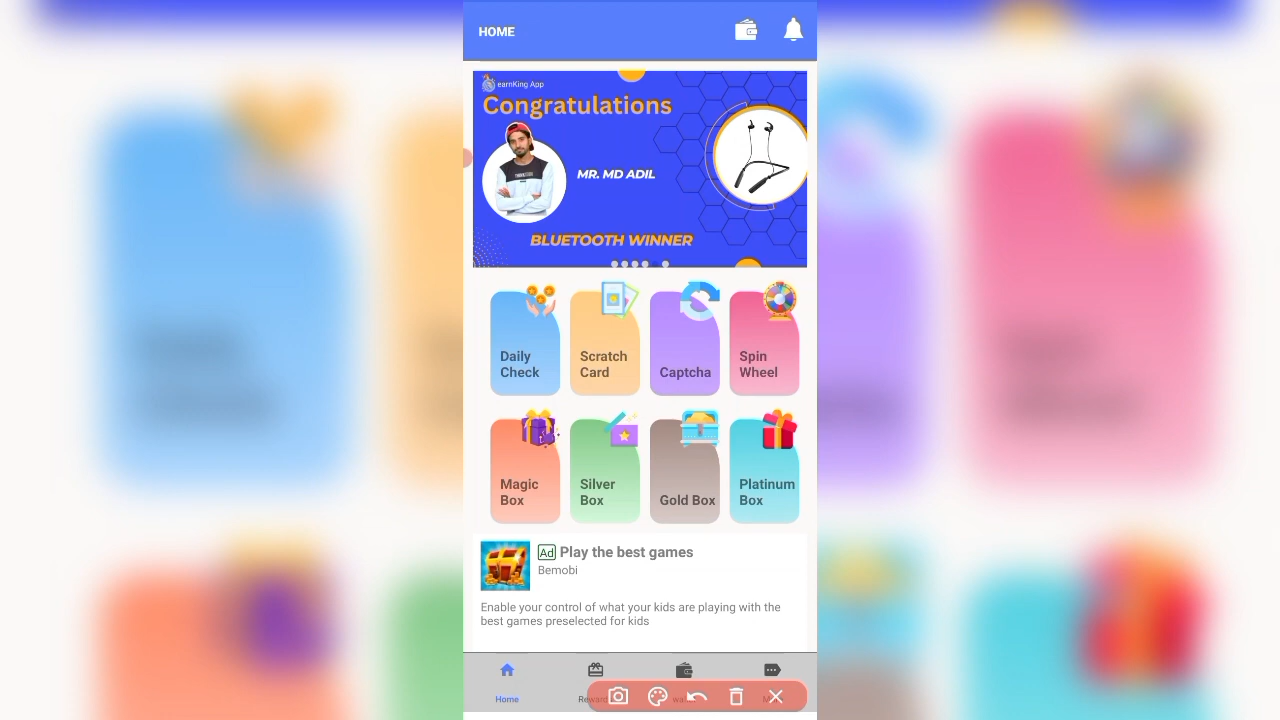 HOME
earnKing App
Congratulations
MR. MD ADIL
BLUETOOTH WINNER
Daily
Check
Scratch
Card
Captcha
Spin
Wheel
Magic
Box
Silver
Box
Gold Box
Platinum
Box
Ad Play the best games
Bemobi
Enable your control of what your kids are playing with the
best games preselected for kids
Home